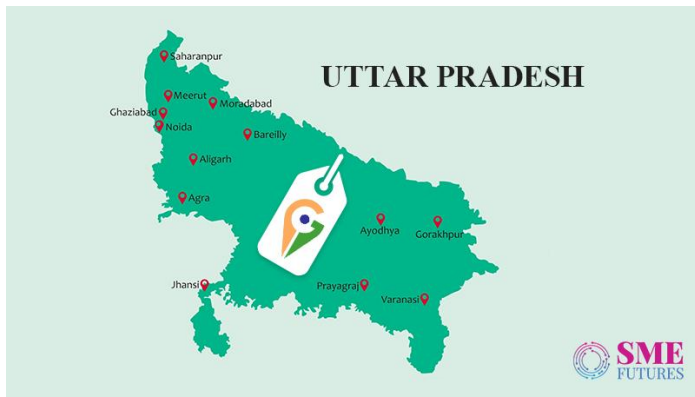 UTTAR PRADESH
Saharanpur
Meerut
Moradabad
Ghaziabad
Noida
Bareilly
Aligarh
Agra
Ayodhya
Gorakhpur
Jhansi
Prayagraj
Varanasi
SME
FUTURES